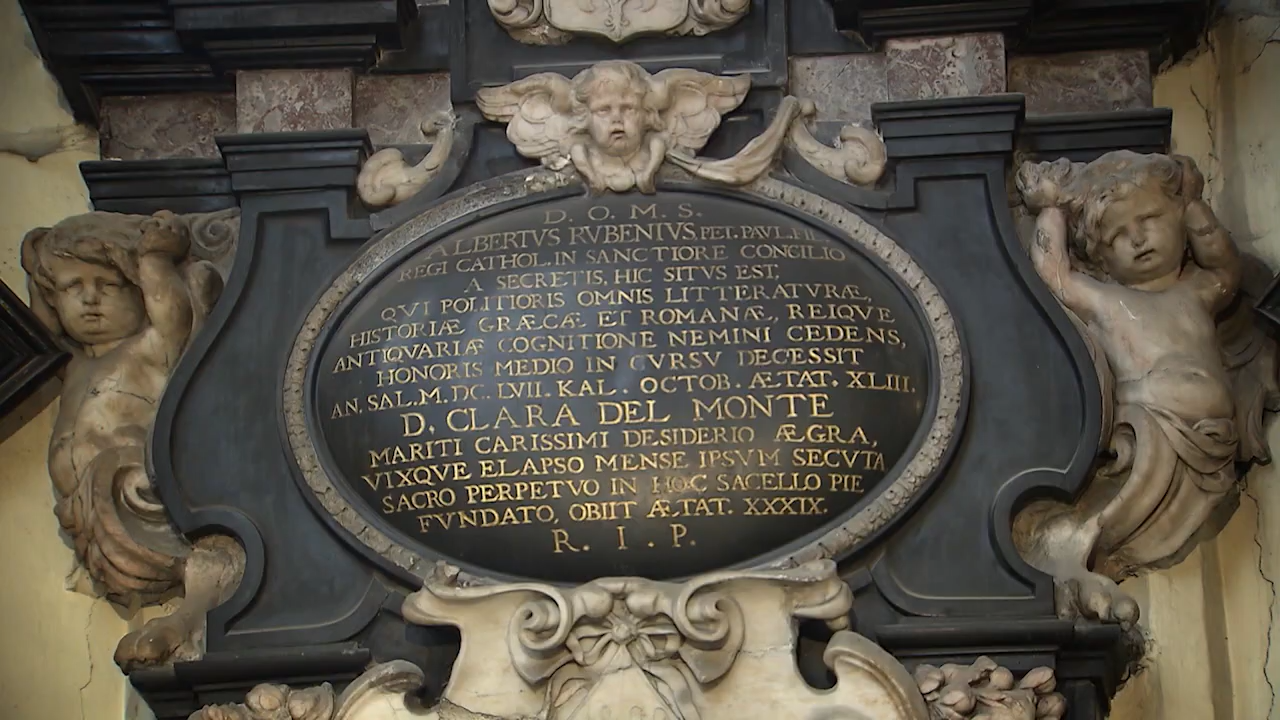 D. O. M. S.
ALBERTVS RVBENIVS, PET. PAVL. FIL.
REGI CATHOL. IN SANCTIORE CONCILIO
A SECRETIS, HIC SITVS EST,
QVI POLITIORIS OMNIS LITTERATVRÆ,
HISTORIÆ GRÆCÆ ET ROMANÆ, REIQVE
ANTIQVARIÆ COGNITIONE NEMINI CEDENS,
HONORIS MEDIO IN CVRSV DECESSIT
AN. SAL. M. DC. LVII. KAL. OCTOB. ÆTAT. XLIII.
D. CLARA DEL MONTE
MARITI CARISSIMI DESIDERIO ÆGRA,
VIXQVE ELAPSO MENSE IPSVM SECVTA
SACRO PERPETVO IN HOC SACELLO PIE
FVNDATO, OBIIT ÆTAT. XXXIX.
R. I. P.